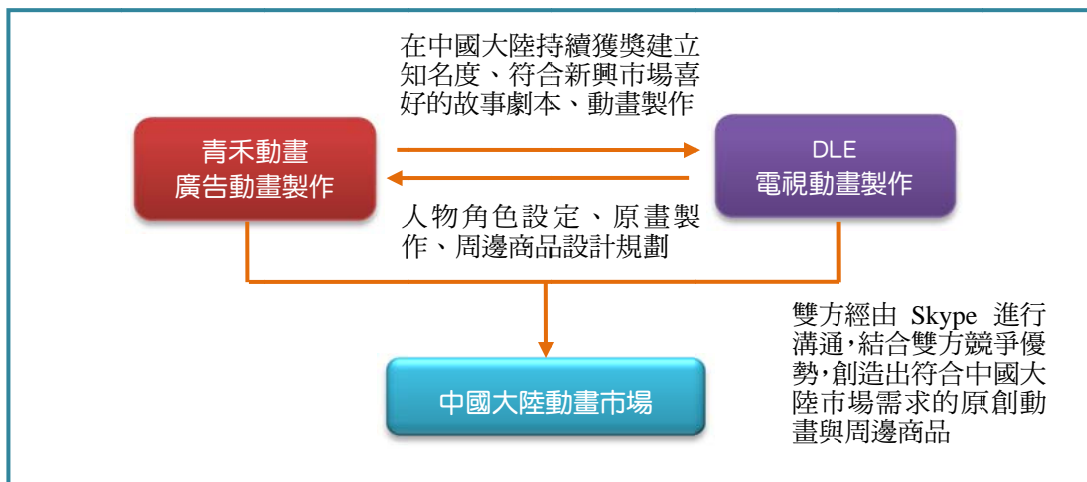 在中國大陸持續獲獎建立
知名度、符合新興市場喜
好的故事劇本、動畫製作
青禾動畫
廣告動畫製作
DLE
電視動畫製作
人物角色設定、原畫製
作、周邊商品設計規劃
雙方經由 Skype 進行
溝通，結合雙方競爭優
勢，創造出符合中國大
陸市場需求的原創動
畫與周邊商品
中國大陸動畫市場